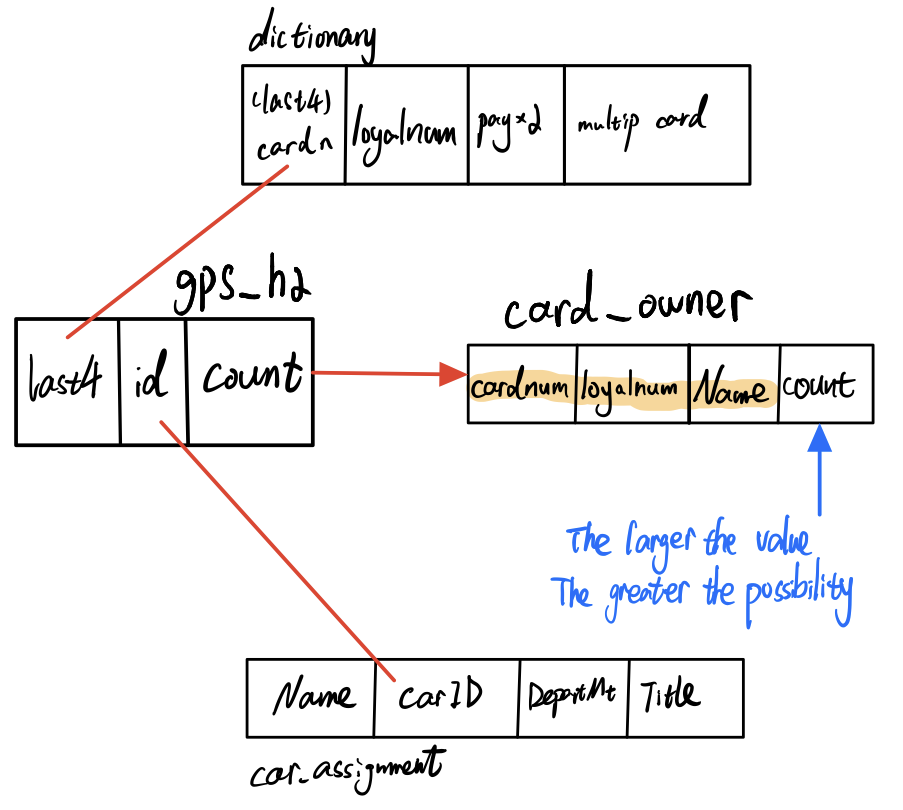 dictionary
(last4) cardn
loyalnum
pay×2
multip card
gps_h2
last4
id
count
card_owner
cardnum
loyalnum
Name
count
The larger the value
The greater the possibility
Name
carID
DepartMt
Title
car_assignment